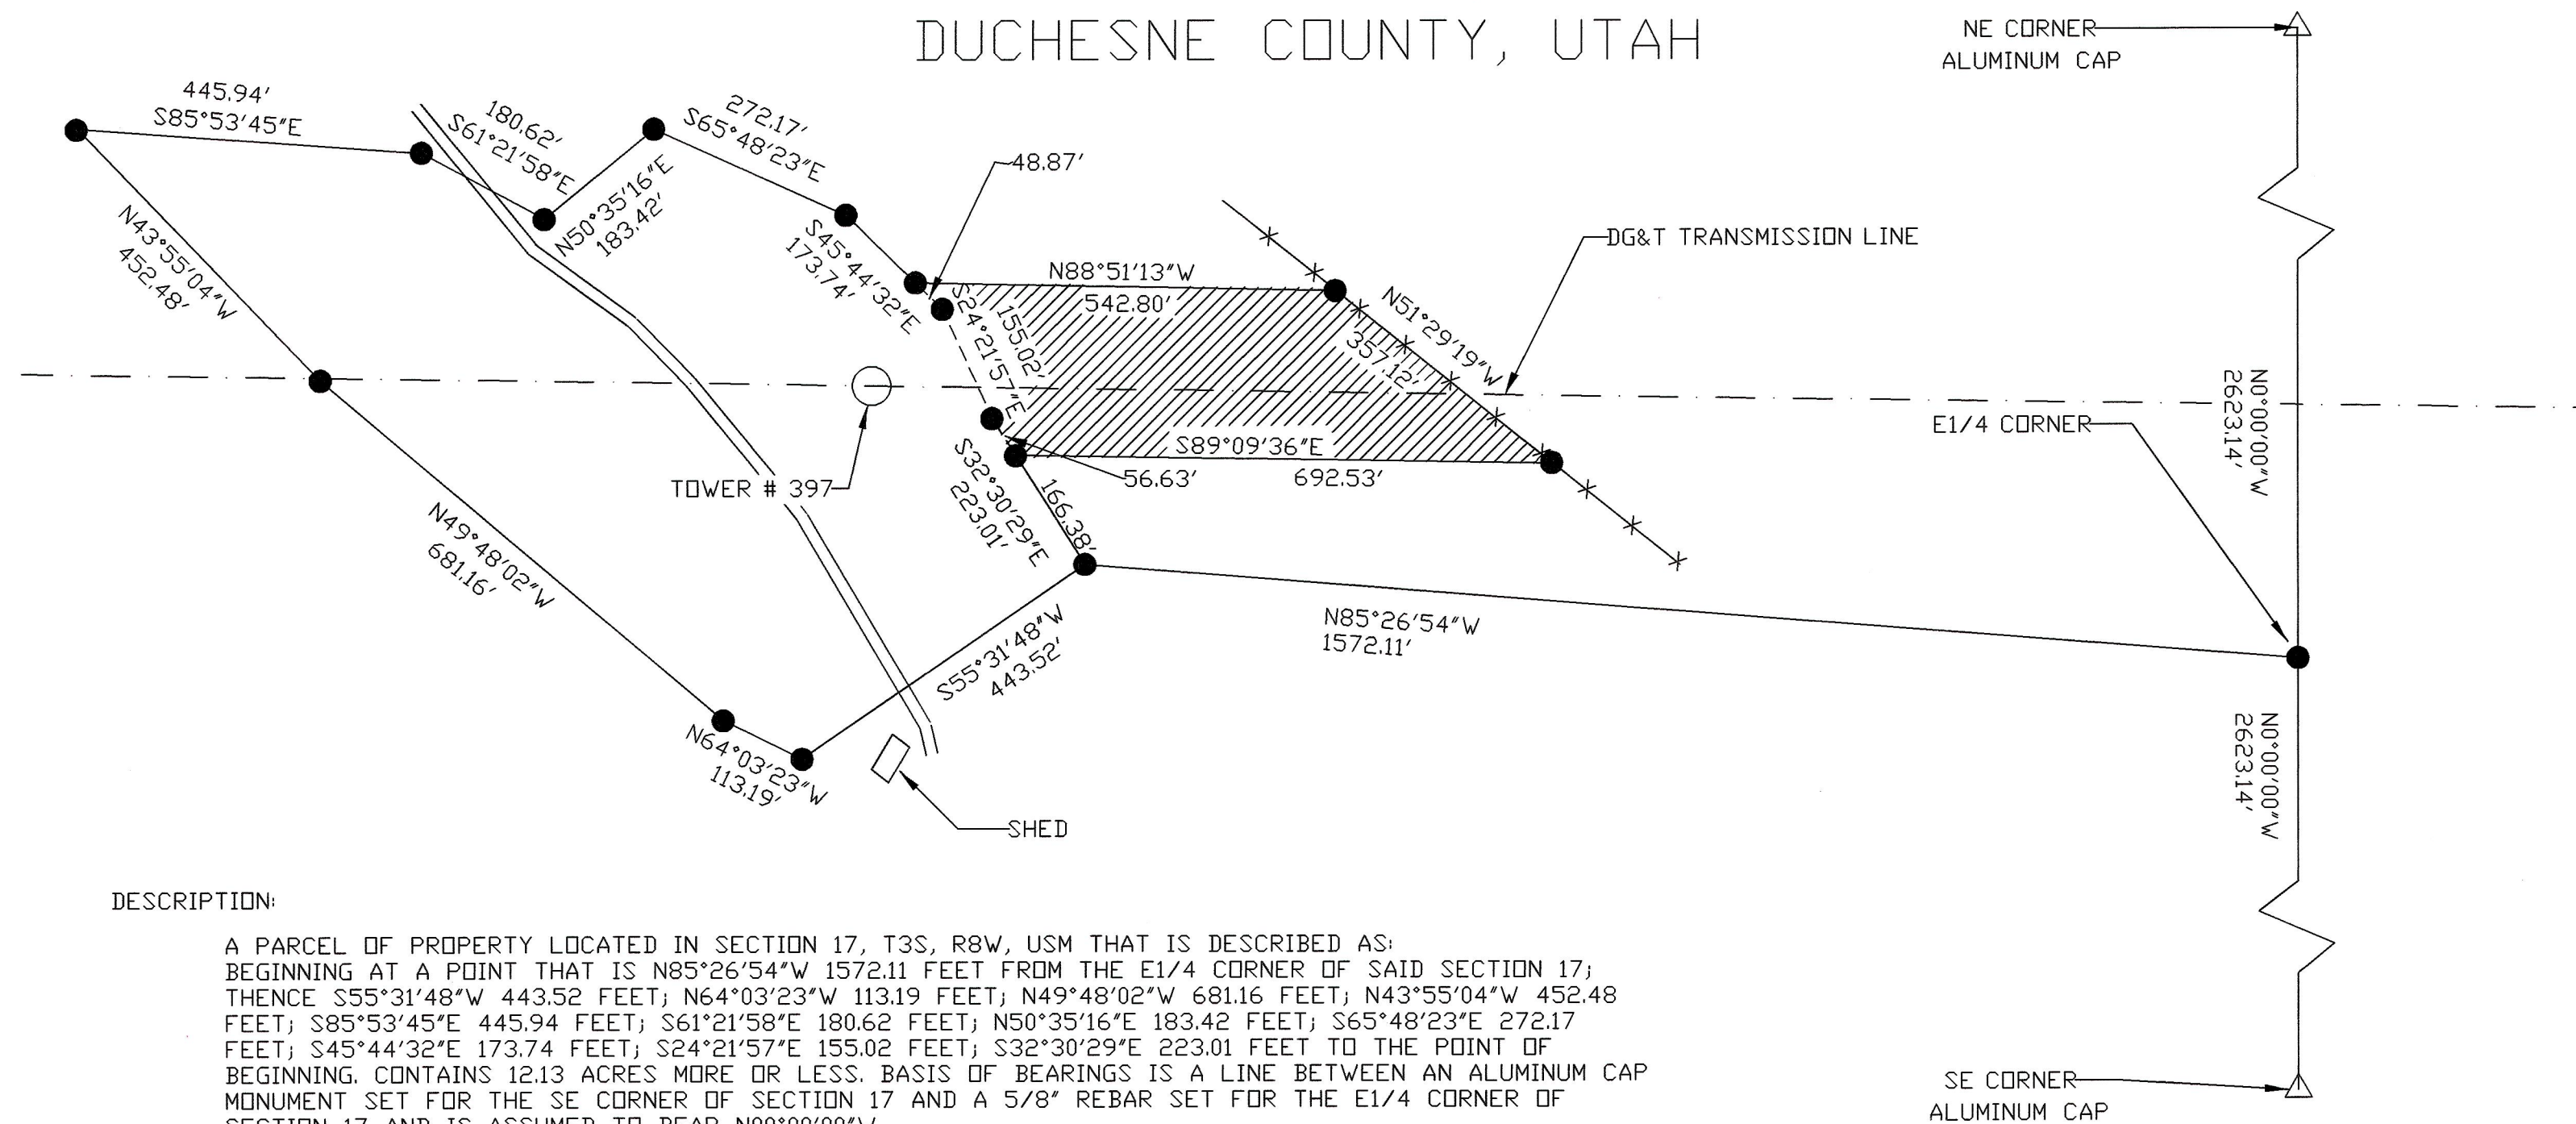 DUCHESNE COUNTY, UTAH
NE CORNER
ALUMINUM CAP
445.94'
S85°53'45"E
180.62'
S61°21'58"E
272.17'
S65°48'23"E
N50°35'16"E
183.42'
48.87'
S45°44'32"E
173.74'
N43°55'04"W
452.48'
DG&T TRANSMISSION LINE
N88°51'13"W
542.80'
N51°29'19"W
357.12'
155.02'
S24°21'57"E
N0°00'00"W
2623.14'
E1/4 CORNER
S89°09'36"E
692.53'
56.63'
TOWER # 397
S32°30'29"E
223.01'
166.38'
N49°48'02"W
681.16'
N85°26'54"W
1572.11'
S55°31'48"W
443.52'
N64°03'23"W
113.19'
N0°00'00"W
2623.14'
SHED
DESCRIPTION:
A PARCEL OF PROPERTY LOCATED IN SECTION 17, T3S, R8W, USM THAT IS DESCRIBED AS:
BEGINNING AT A POINT THAT IS N85°26'54"W 1572.11 FEET FROM THE E1/4 CORNER OF SAID SECTION 17;
THENCE S55°31'48"W 443.52 FEET; N64°03'23"W 113.19 FEET; N49°48'02"W 681.16 FEET; N43°55'04"W 452.48
FEET; S85°53'45"E 445.94 FEET; S61°21'58"E 180.62 FEET; N50°35'16"E 183.42 FEET; S65°48'23"E 272.17
FEET; S45°44'32"E 173.74 FEET; S24°21'57"E 155.02 FEET; S32°30'29"E 223.01 FEET TO THE POINT OF
BEGINNING. CONTAINS 12.13 ACRES MORE OR LESS. BASIS OF BEARINGS IS A LINE BETWEEN AN ALUMINUM CAP
MONUMENT SET FOR THE SE CORNER OF SECTION 17 AND A 5/8" REBAR SET FOR THE E1/4 CORNER OF
SECTION 17 AND IS ASSUMED TO BEAR N00°00'00"W
SE CORNER
ALUMINUM CAP